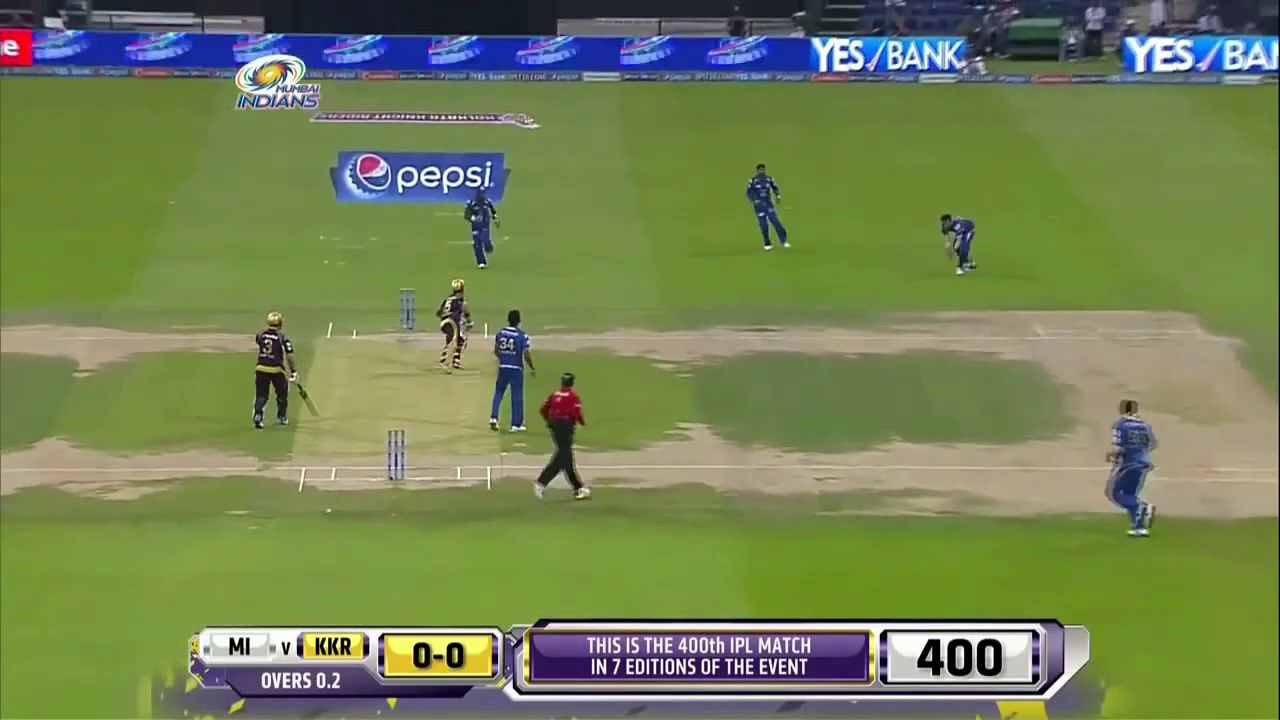 e
YES BANK
YES BA
MUMBAI
INDIANS
pepsi
3
34
MI v KKR
0-0
OVERS 0.2
THIS IS THE 400th IPL MATCH
IN 7 EDITIONS OF THE EVENT
400